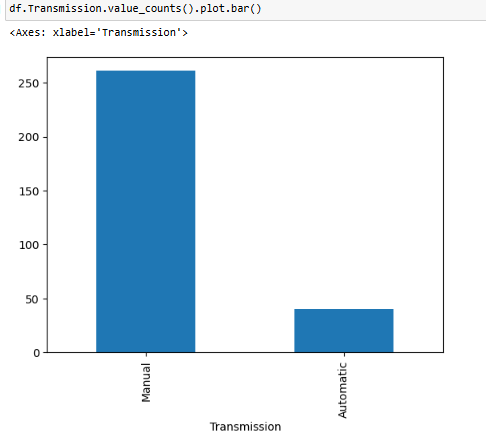 df.Transmission.value_counts().plot.bar()
<Axes: xlabel='Transmission'>
250
200
150
100
50
0
Manual
Automatic
Transmission